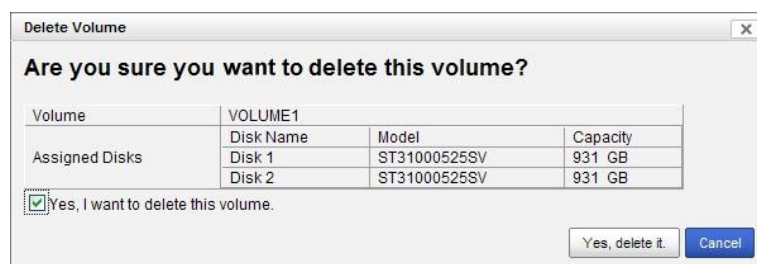 Delete Volume
Are you sure you want to delete this volume?
Volume VOLUME1
Disk Name Model Capacity
Assigned Disks Disk 1 ST31000525SV 931 GB
Disk 2 ST31000525SV 931 GB
Yes, I want to delete this volume.
Yes, delete it. Cancel